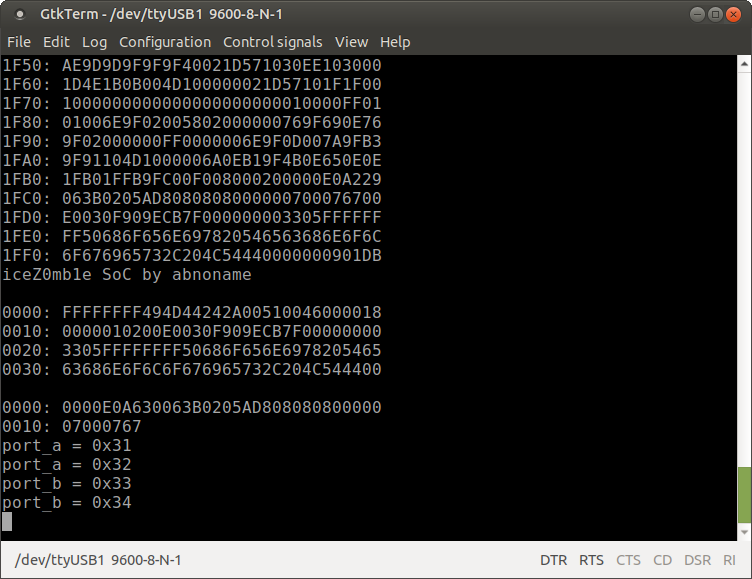 GtkTerm - /dev/ttyUSB1 9600-8-N-1
File Edit Log Configuration Control signals View Help
1F50: AE9D9D9F9F9F40021D571030EE103000
1F60: 1D4E1B0B004D100000021D57101F1F00
1F70: 1000000000000000000000010000FF01
1F80: 01006E9F02005802000000769F690E76
1F90: 9F02000000FF0000006E9F0D007A9FB3
1FA0: 9F91104D1000006A0EB19F4B0E650E0E
1FB0: 1FB01FFB9FC00F008000200000E0A229
1FC0: 063B0205AD8080808000000700076700
1FD0: E0030F909ECB7F000000003305FFFFFF
1FE0: FF50686F656E697820546563686E6F6C
1FF0: 6F676965732C204C54440000000901DB
iceZ0mb1e SoC by abnoname
0000: FFFFFFFF494D44242A00510046000018
0010: 0000010200E0030F909ECB7F00000000
0020: 3305FFFFFFFF50686F656E6978205465
0030: 63686E6F6C6F676965732C204C544400
0000: 0000E0A630063B0205AD808080800000
0010: 07000767
port_a = 0x31
port_a = 0x32
port_b = 0x33
port_b = 0x34
/dev/ttyUSB1 9600-8-N-1 DTR RTS CTS CD DSR RI